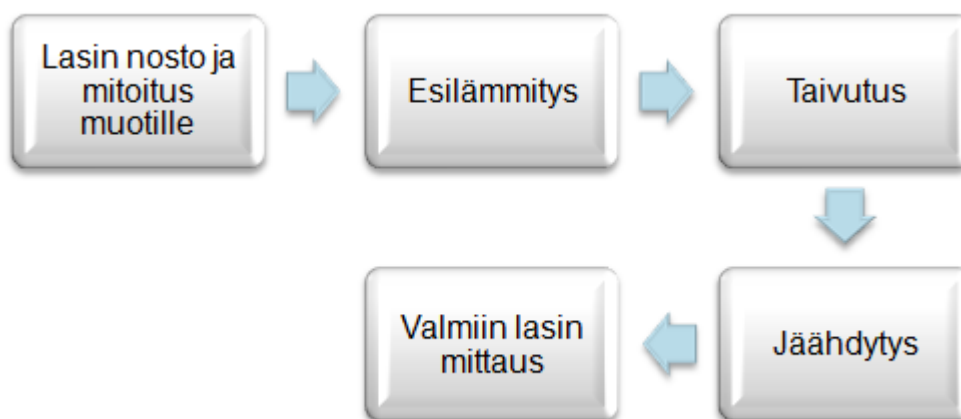 Lasin nosto ja
mitoitus
muotille
Esilämmitys
Taivutus
Jäähdytys
Valmiin lasin
mittaus